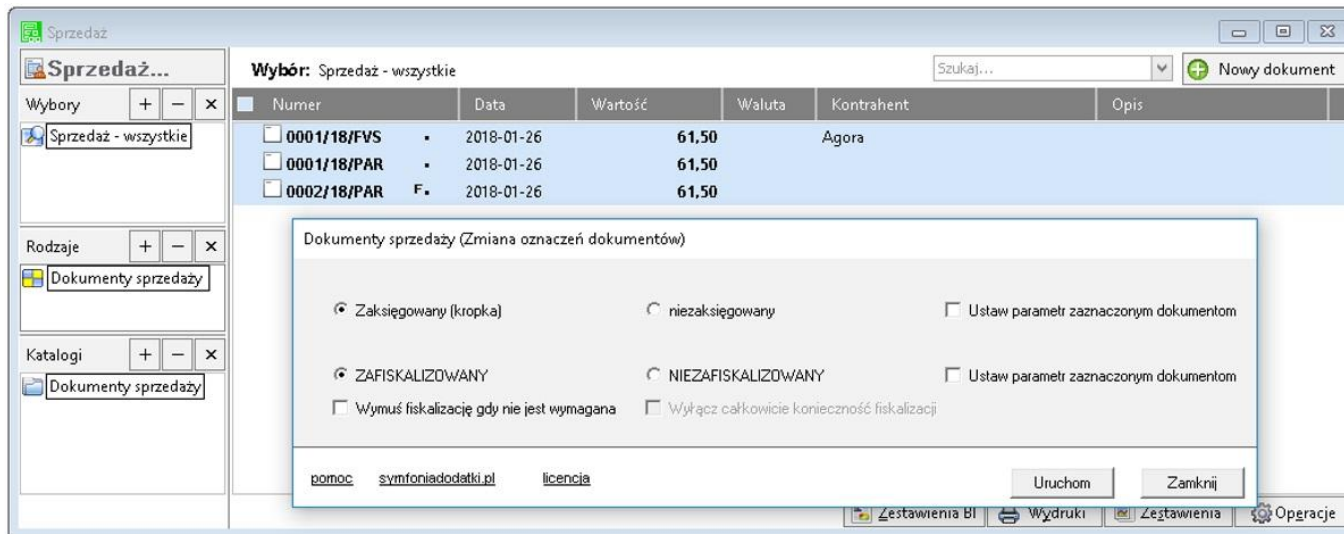 Sprzedaż
Sprzedaż...
Wybór: Sprzedaż - wszystkie
Szukaj...
Nowy dokument
Wybory + − ×
Numer Data Wartość Waluta Kontrahent Opis
Sprzedaż - wszystkie
0001/18/FVS . 2018-01-26 61,50 Agora
0001/18/PAR . 2018-01-26 61,50
0002/18/PAR F. 2018-01-26 61,50
Rodzaje + − ×
Dokumenty sprzedaży
Katalogi + − ×
Dokumenty sprzedaży
Dokumenty sprzedaży (Zmiana oznaczeń dokumentów)
Zaksięgowany (kropka) niezaksięgowany Ustaw parametr zaznaczonym dokumentom
ZAFISKALIZOWANY NIEZAFISKALIZOWANY Ustaw parametr zaznaczonym dokumentom
Wymuś fiskalizację gdy nie jest wymagana Wyłącz całkowicie konieczność fiskalizacji
pomoc symfoniadodatki.pl licencja Uruchom Zamknij
Zestawienia BI Wydruki Zestawienia Operacje